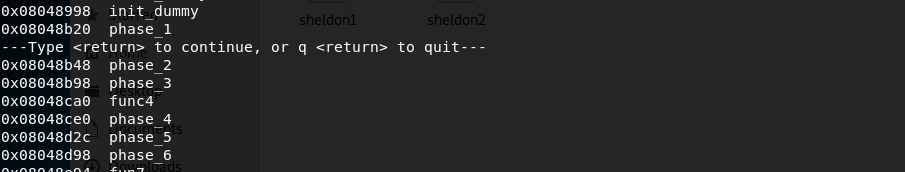 0x08048998  init_dummy
0x08048b20  phase_1
sheldon1
sheldon2
---Type <return> to continue, or q <return> to quit---
0x08048b48  phase_2
0x08048b98  phase_3
0x08048ca0  func4
0x08048ce0  phase_4
0x08048d2c  phase_5
0x08048d98  phase_6
0x08048e94  fun7